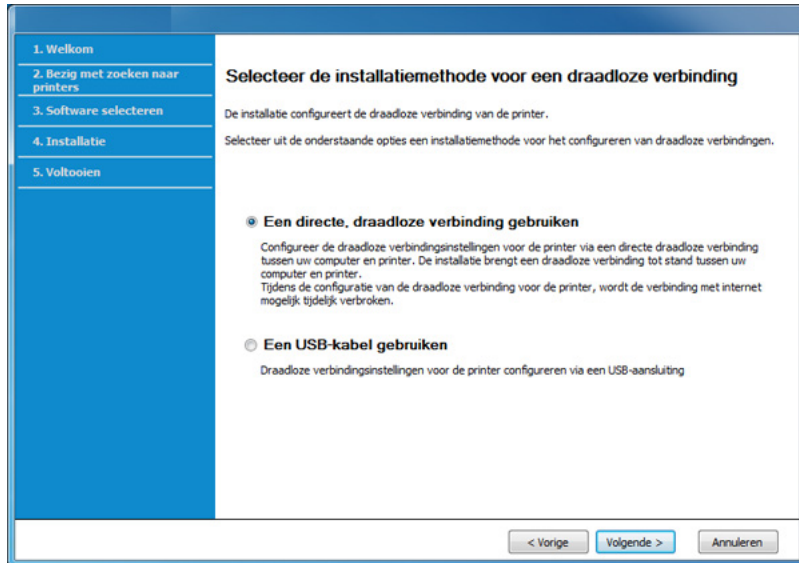 1. Welkom
2. Bezig met zoeken naar
printers
3. Software selecteren
4. Installatie
5. Voltooien
Selecteer de installatiemethode voor een draadloze verbinding
De installatie configureert de draadloze verbinding van de printer.
Selecteer uit de onderstaande opties een installatiemethode voor het configureren van draadloze verbindingen.
Een directe, draadloze verbinding gebruiken
Configureer de draadloze verbindingsinstellingen voor de printer via een directe draadloze verbinding
tussen uw computer en printer. De installatie brengt een draadloze verbinding tot stand tussen uw
computer en printer.
Tijdens de configuratie van de draadloze verbinding voor de printer, wordt de verbinding met internet
mogelijk tijdelijk verbroken.
Een USB-kabel gebruiken
Draadloze verbindingsinstellingen voor de printer configureren via een USB-aansluiting
< Vorige Volgende > Annuleren